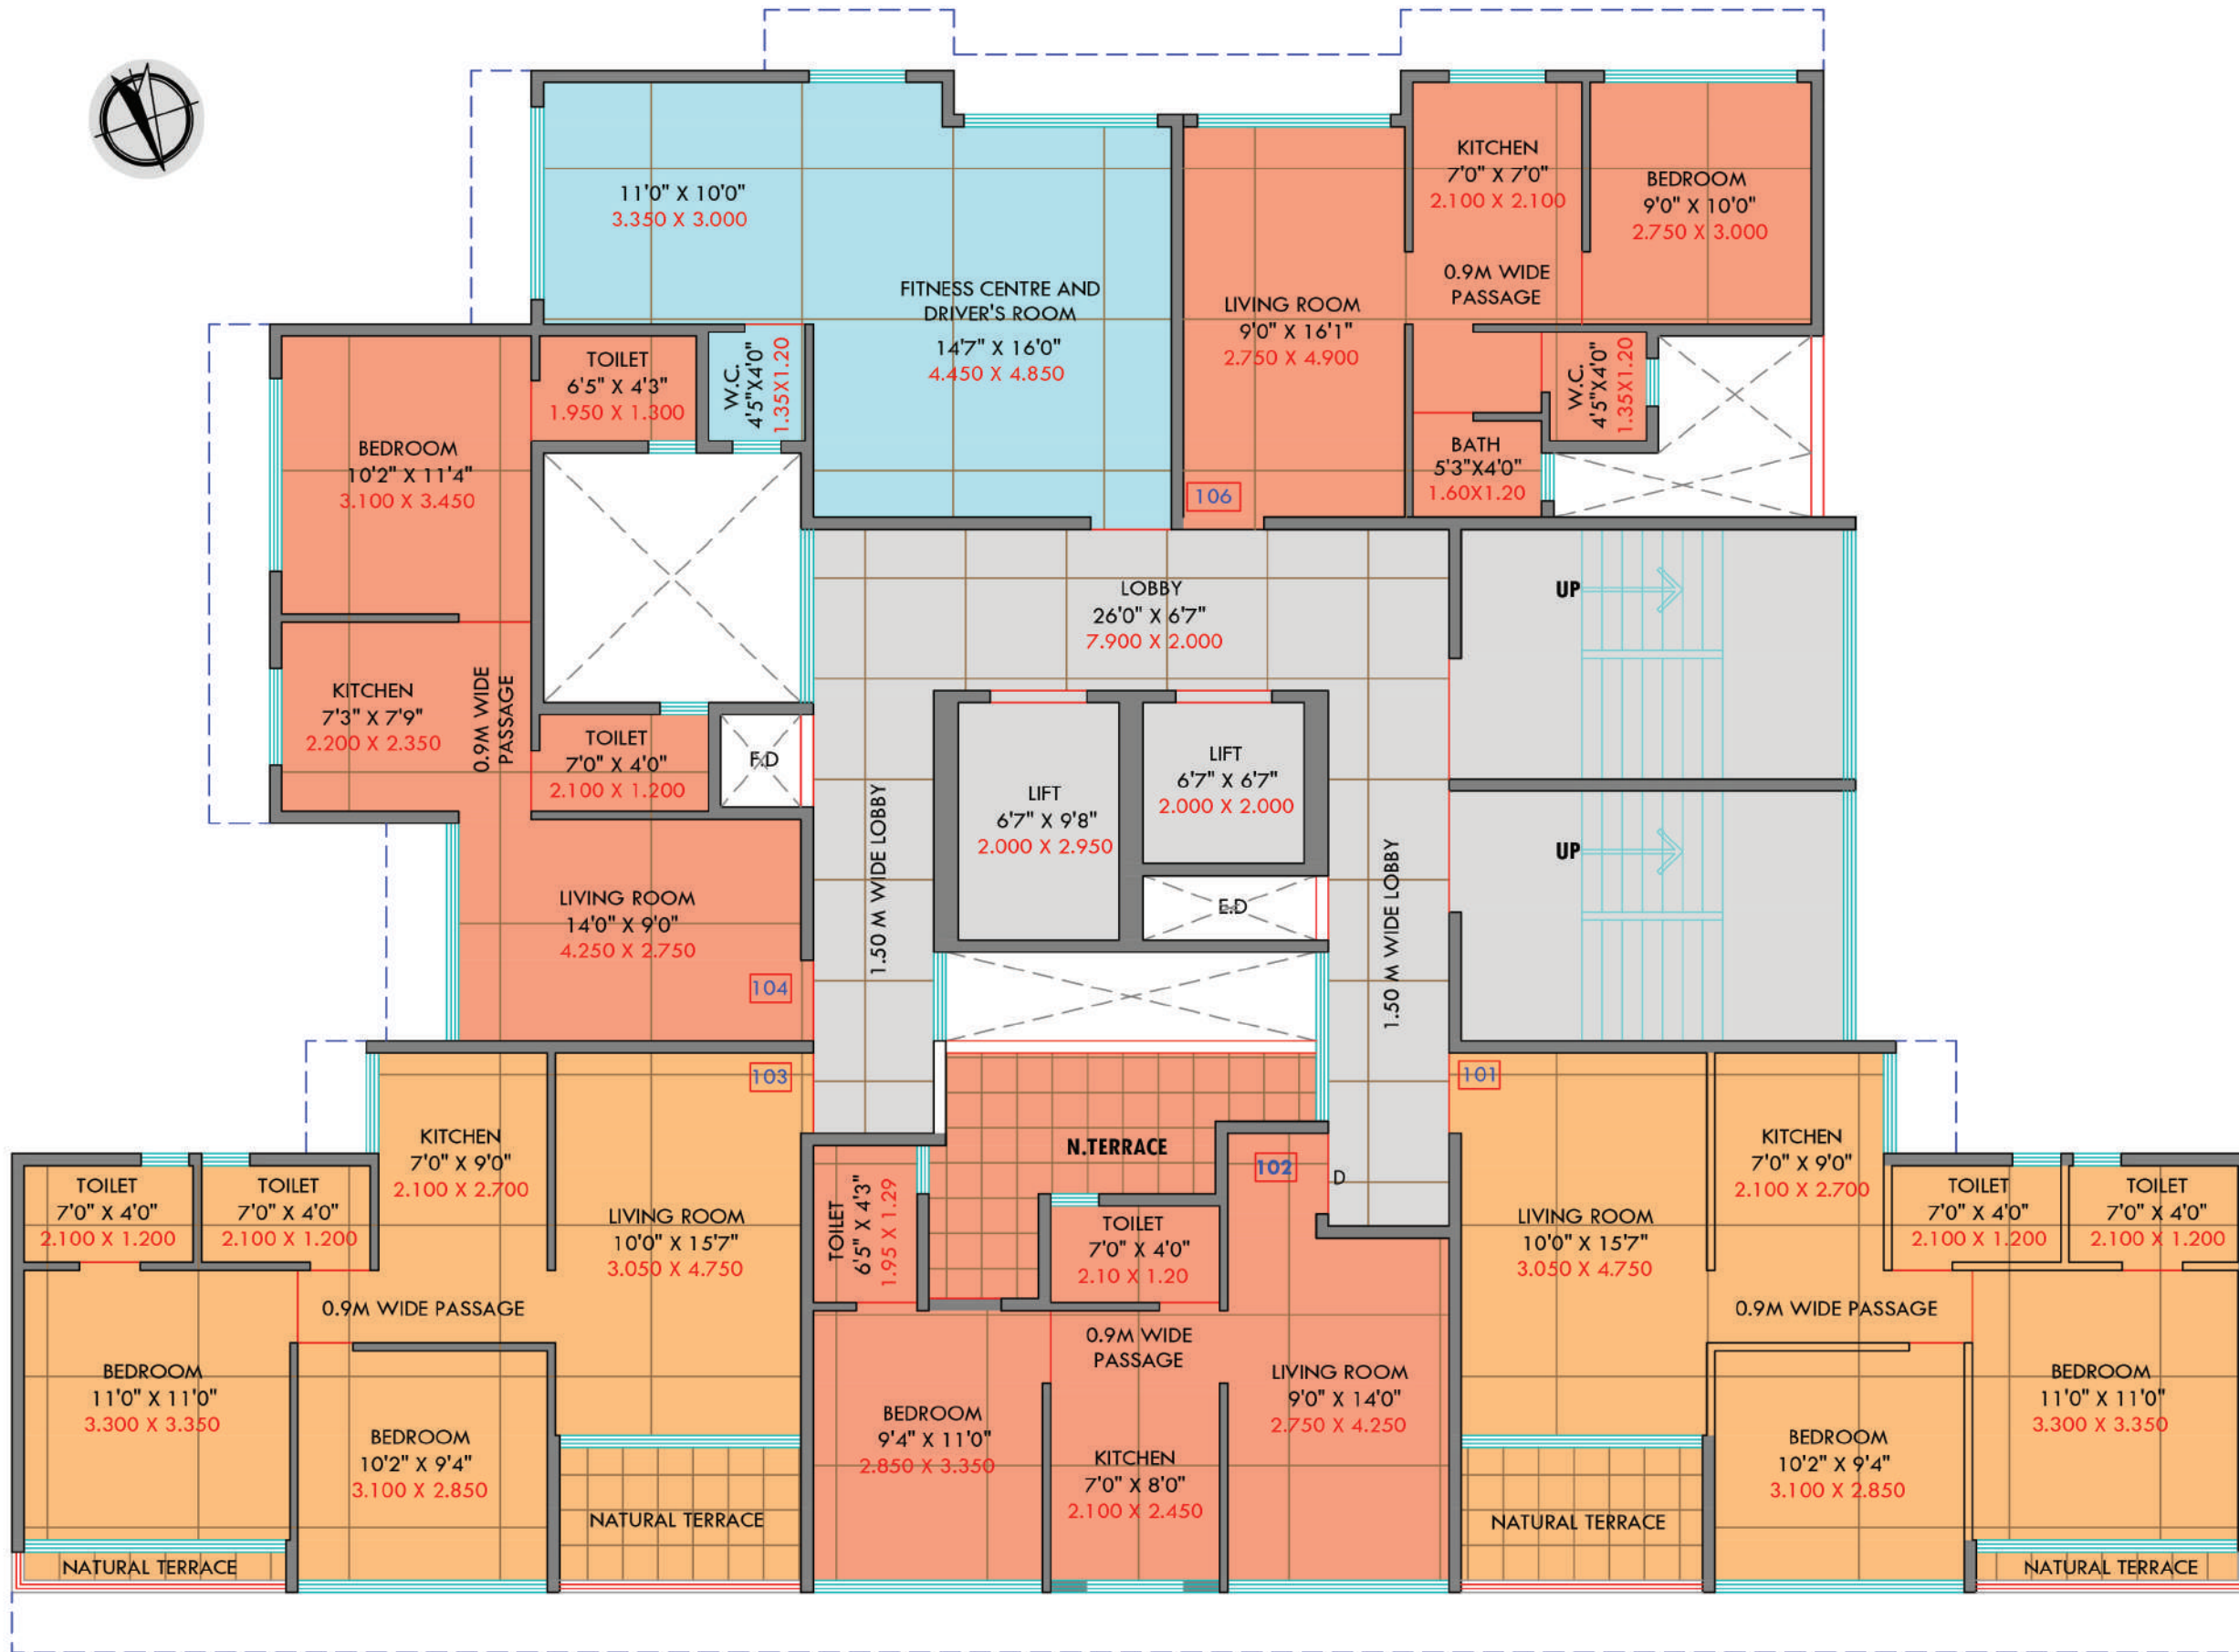 KITCHEN
7'0" X 7'0"
2.100 X 2.100
BEDROOM
9'0" X 10'0"
2.750 X 3.000
11'0" X 10'0"
3.350 X 3.000
0.9M WIDE
PASSAGE
FITNESS CENTRE AND
DRIVER'S ROOM
14'7" X 16'0"
4.450 X 4.850
LIVING ROOM
9'0" X 16'1"
2.750 X 4.900
TOILET
6'5" X 4'3"
1.950 X 1.300
W.C.
4'5"X4'0"
1.35X1.20
W.C.
4'5"X4'0"
1.35X1.20
BEDROOM
10'2" X 11'4"
3.100 X 3.450
BATH
5'3"X4'0"
1.60X1.20
106
LOBBY
26'0" X 6'7"
7.900 X 2.000
UP
KITCHEN
7'3" X 7'9"
2.200 X 2.350
0.9M WIDE
PASSAGE
TOILET
7'0" X 4'0"
2.100 X 1.200
F.D
LIFT
6'7" X 9'8"
2.000 X 2.950
LIFT
6'7" X 6'7"
2.000 X 2.000
UP
1.50 M WIDE LOBBY
E.D
1.50 M WIDE LOBBY
LIVING ROOM
14'0" X 9'0"
4.250 X 2.750
104
103
101
KITCHEN
7'0" X 9'0"
2.100 X 2.700
N.TERRACE
102
D
KITCHEN
7'0" X 9'0"
2.100 X 2.700
TOILET
7'0" X 4'0"
2.100 X 1.200
TOILET
7'0" X 4'0"
2.100 X 1.200
LIVING ROOM
10'0" X 15'7"
3.050 X 4.750
TOILET
6'5" X 4'3"
1.95 X 1.29
TOILET
7'0" X 4'0"
2.10 X 1.20
LIVING ROOM
10'0" X 15'7"
3.050 X 4.750
TOILET
7'0" X 4'0"
2.100 X 1.200
TOILET
7'0" X 4'0"
2.100 X 1.200
0.9M WIDE PASSAGE
0.9M WIDE
PASSAGE
0.9M WIDE PASSAGE
BEDROOM
11'0" X 11'0"
3.300 X 3.350
BEDROOM
10'2" X 9'4"
3.100 X 2.850
BEDROOM
9'4" X 11'0"
2.850 X 3.350
KITCHEN
7'0" X 8'0"
2.100 X 2.450
LIVING ROOM
9'0" X 14'0"
2.750 X 4.250
BEDROOM
10'2" X 9'4"
3.100 X 2.850
BEDROOM
11'0" X 11'0"
3.300 X 3.350
NATURAL TERRACE
NATURAL TERRACE
NATURAL TERRACE
NATURAL TERRACE